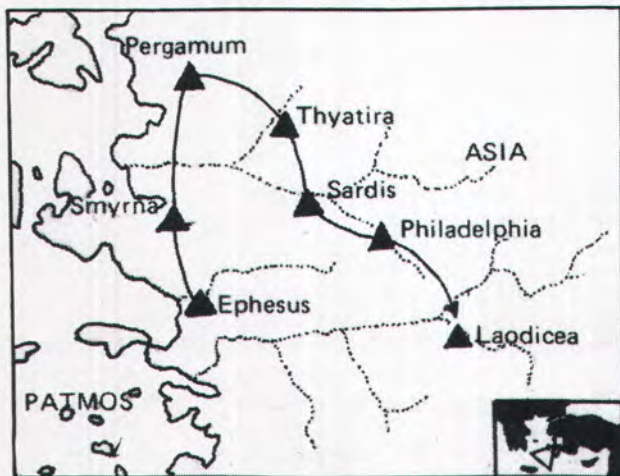 Pergamum
Thyatira
ASIA
Sardis
Smyrna
Philadelphia
Ephesus
Laodicea
PATMOS